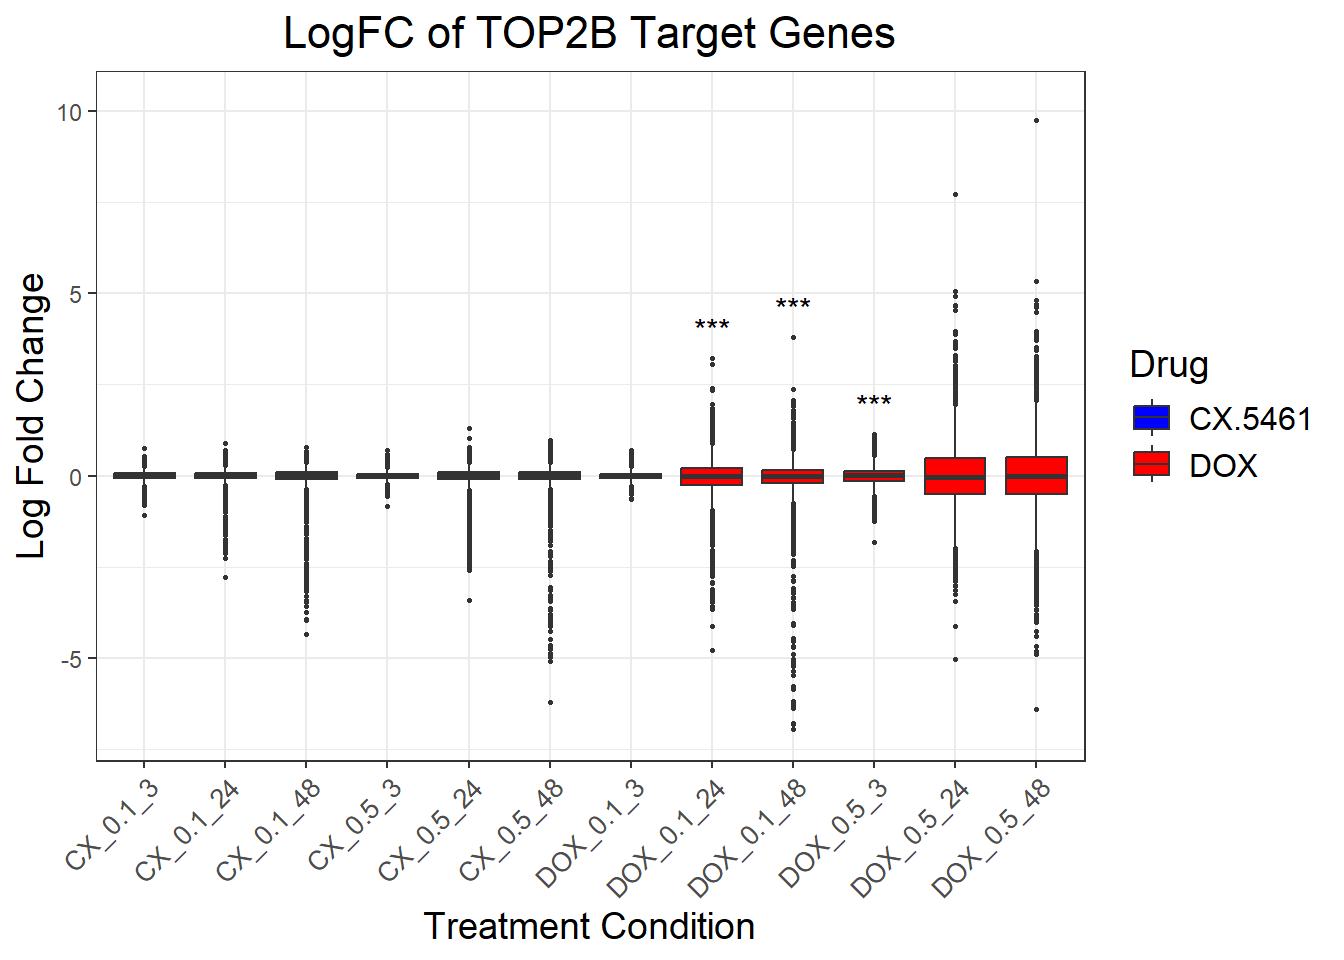 LogFC of TOP2B Target Genes
10
5
0
-5
Log Fold Change
***
***
***
CX_0.1_3
CX_0.1_24
CX_0.1_48
CX_0.5_3
CX_0.5_24
CX_0.5_48
DOX_0.1_3
DOX_0.1_24
DOX_0.1_48
DOX_0.5_3
DOX_0.5_24
DOX_0.5_48
Treatment Condition
Drug
CX.5461
DOX